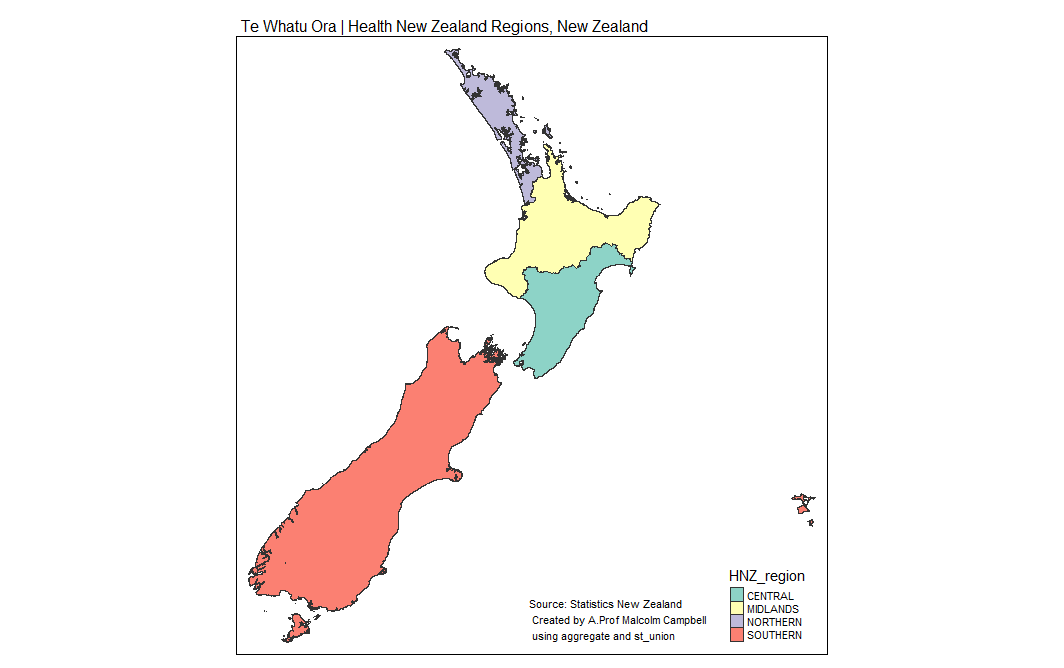 Te Whatu Ora | Health New Zealand Regions, New Zealand
HNZ_region
CENTRAL
MIDLANDS
NORTHERN
SOUTHERN
Source: Statistics New Zealand
Created by A.Prof Malcolm Campbell
using aggregate and st_union